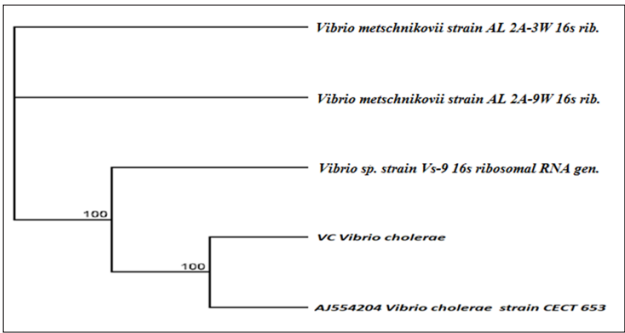 Vibrio metschnikovii strain AL 2A-3W 16s rib.
Vibrio metschnikovii strain AL 2A-9W 16s rib.
Vibrio sp. strain Vs-9 16s ribosomal RNA gen.
100
VC Vibrio cholerae
100
AJ554204 Vibrio cholerae strain CECT 653